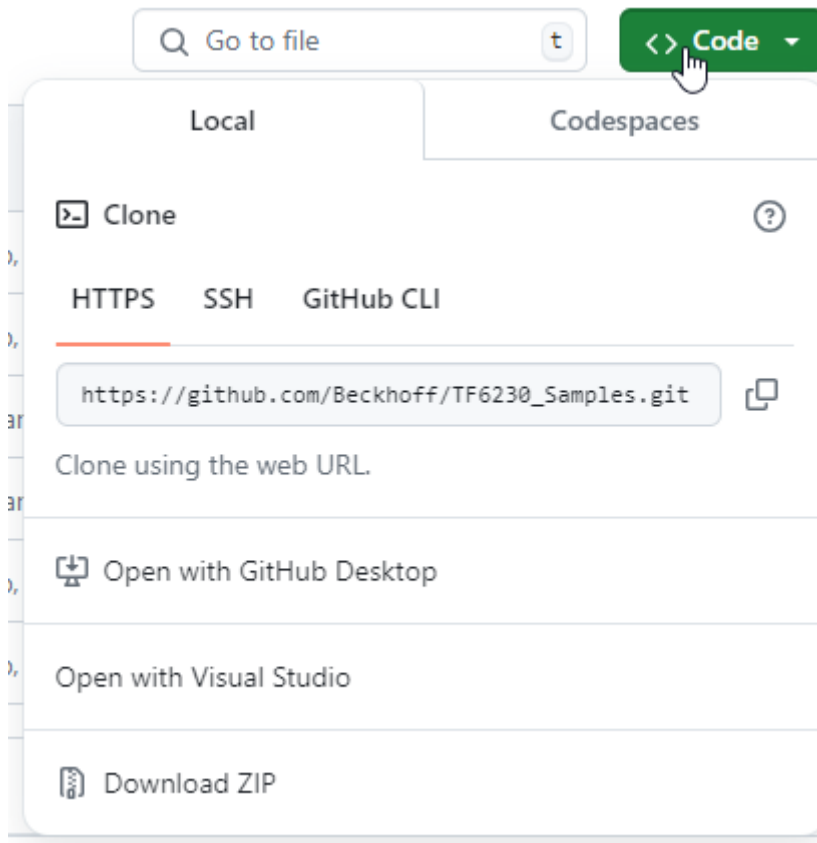 Go to file
t
<> Code
Local
Codespaces
Clone
HTTPS SSH GitHub CLI
https://github.com/Beckhoff/TF6230_Samples.git
Clone using the web URL.
Open with GitHub Desktop
Open with Visual Studio
Download ZIP